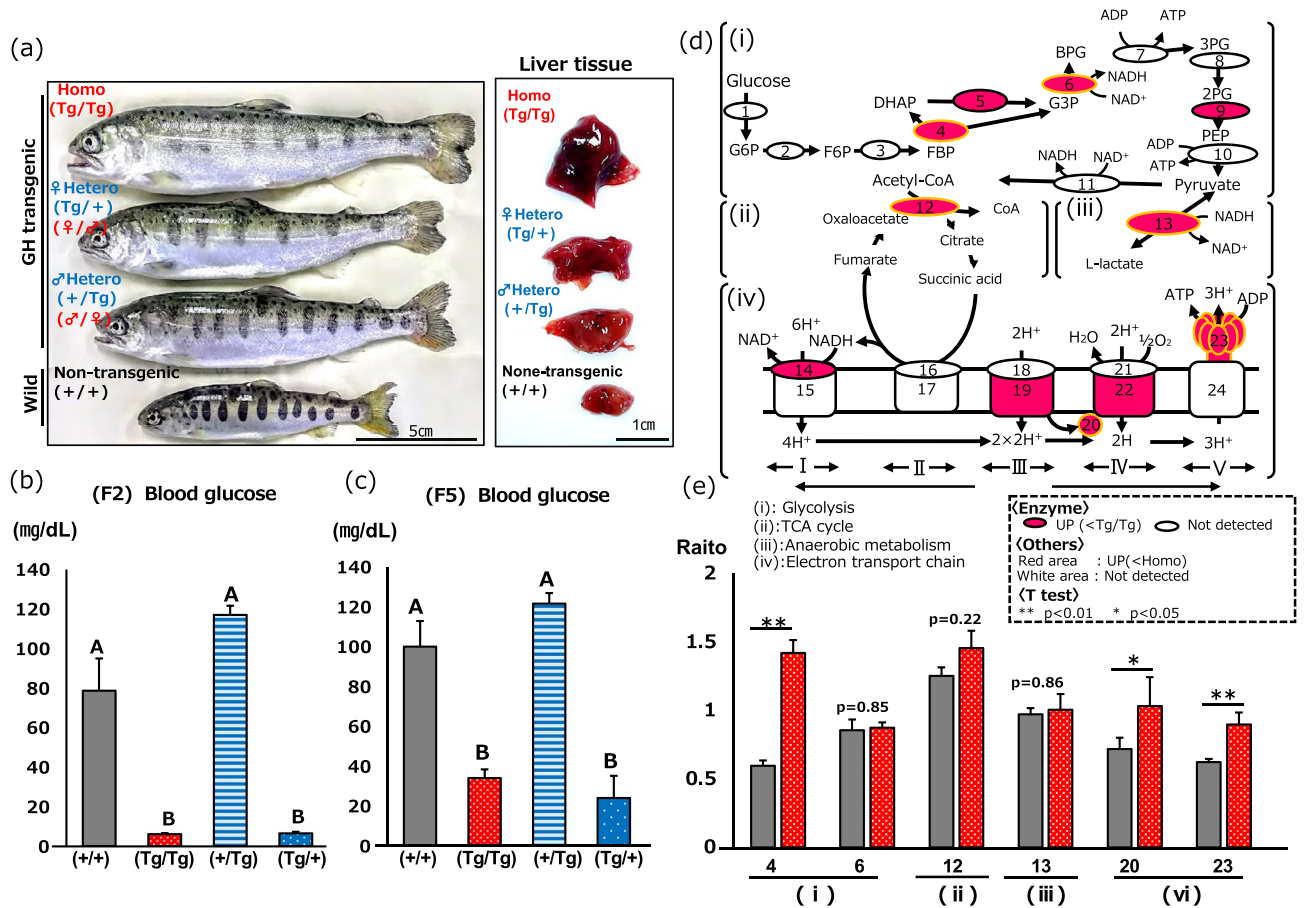 (a)
GH transgenic
Wild
Homo
(Tg/Tg)
♀Hetero
(Tg/+)
(♀/♂)
♂Hetero
(+/Tg)
(♂/♀)
Non-transgenic
(+/+)
5㎝
Liver tissue
Homo
(Tg/Tg)
♀Hetero
(Tg/+)
♂Hetero
(+/Tg)
None-transgenic
(+/+)
1㎝
(b)
(F2) Blood glucose
(mg/dL)
140
120
100
80
60
40
20
0
A
B
A
B
(+/+)
(Tg/Tg)
(+/Tg)
(Tg/+)
(c)
(F5) Blood glucose
(mg/dL)
140
120
100
80
60
40
20
0
A
B
A
B
(+/+)
(Tg/Tg)
(+/Tg)
(Tg/+)
(d)
(i)
Glucose
1
G6P
2
F6P
3
FBP
4
DHAP
5
G3P
6
BPG
NADH
NAD⁺
ADP
ATP
7
3PG
8
2PG
9
PEP
ADP
ATP
10
Pyruvate
NADH
NAD⁺
11
Acetyl-CoA
(ii)
12
CoA
Oxaloacetate
Citrate
Fumarate
Succinic acid
(iii)
13
NADH
NAD⁺
L-lactate
(iv)
NAD⁺
6H⁺
NADH
14
15
4H⁺
16
17
2H⁺
18
19
2×2H⁺
20
H₂O
2H⁺
½O₂
21
22
2H
ATP
3H⁺
ADP
23
24
3H⁺
I
II
III
IV
V
(e)
(i): Glycolysis
(ii):TCA cycle
(iii):Anaerobic metabolism
(iv):Electron transport chain
〈Enzyme〉
UP (<Tg/Tg)
Not detected
〈Others〉
Red area : UP(<Homo)
White area : Not detected
〈T test〉
** p<0.01 * p<0.05
Raito
2
1.5
1
0.5
0
**
p=0.85
p=0.22
p=0.86
*
**
4
6
12
13
20
23
(i)
(ii)
(iii)
(vi)